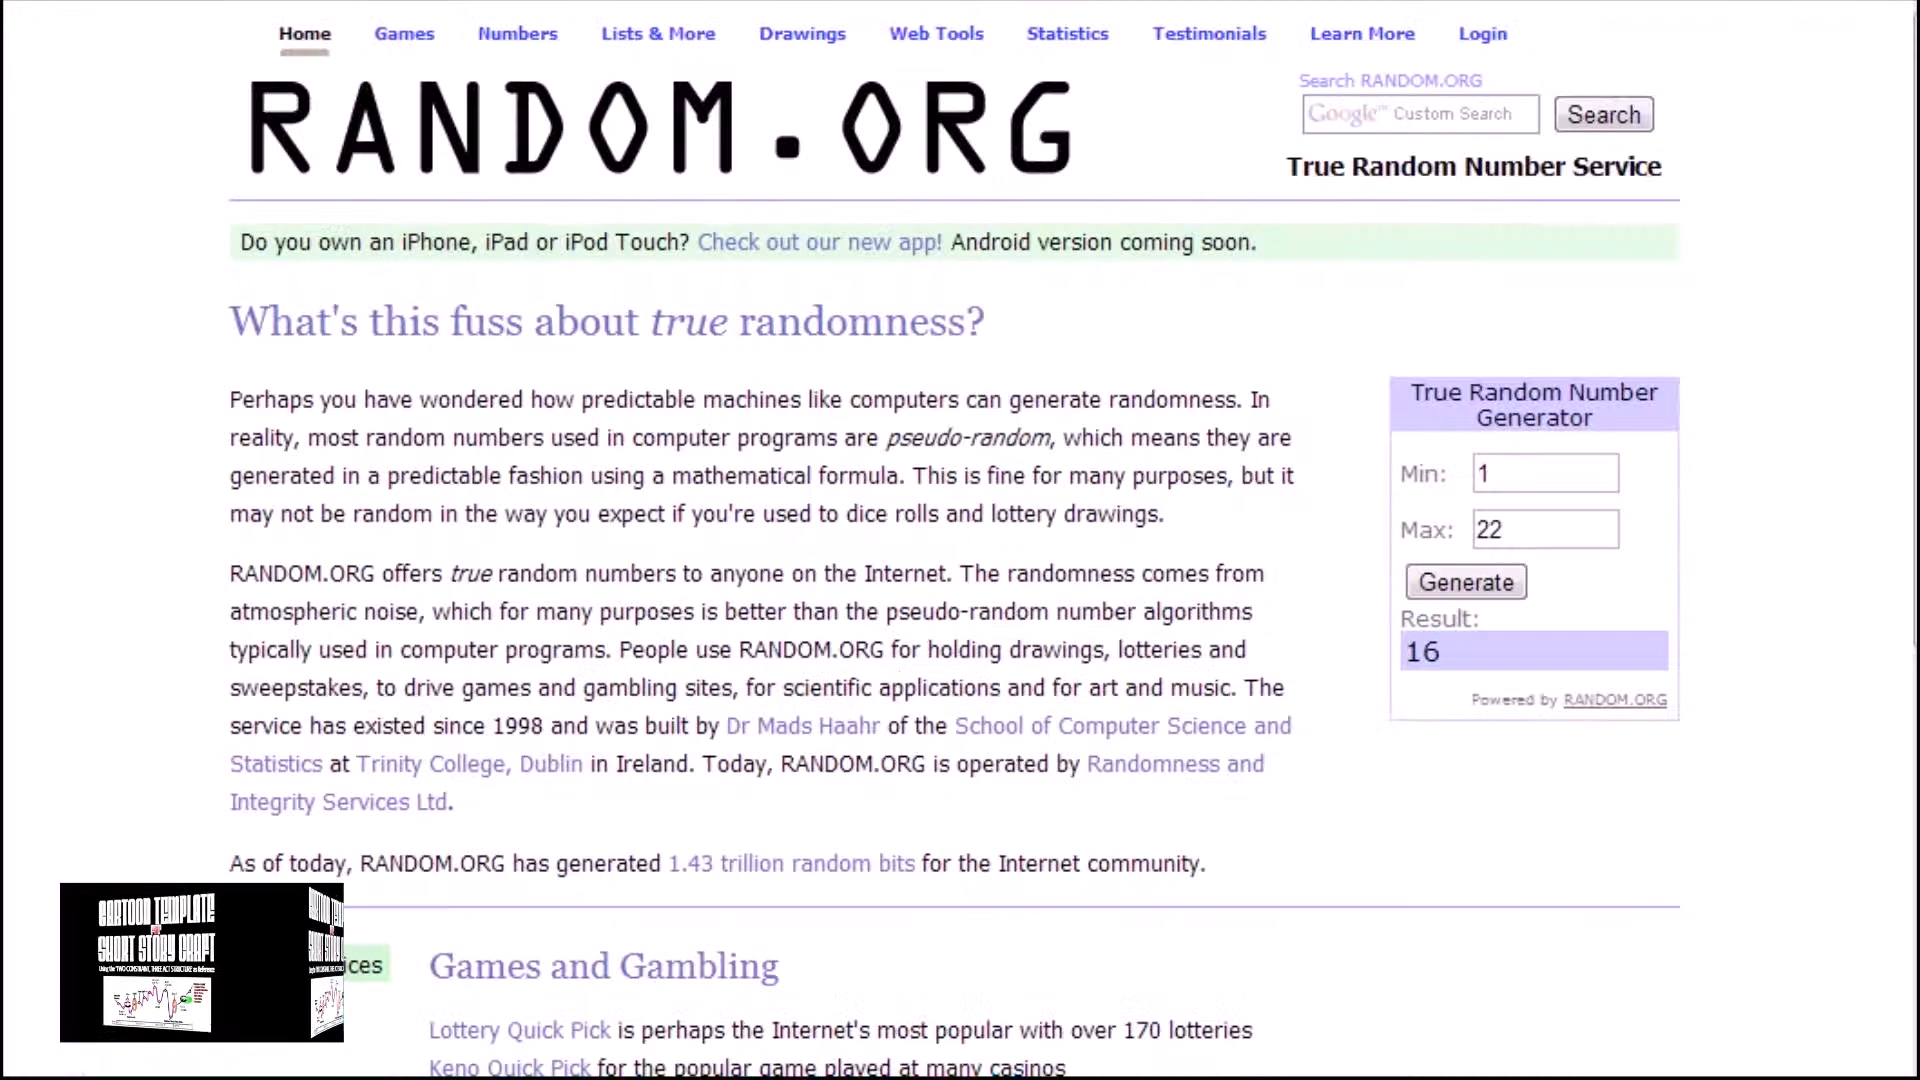 Home Games Numbers Lists & More Drawings Web Tools Statistics Testimonials Learn More Login
RANDOM.ORG
Search RANDOM.ORG
Google™ Custom Search Search
True Random Number Service
Do you own an iPhone, iPad or iPod Touch? Check out our new app! Android version coming soon.
What's this fuss about true randomness?
Perhaps you have wondered how predictable machines like computers can generate randomness. In
reality, most random numbers used in computer programs are pseudo-random, which means they are
generated in a predictable fashion using a mathematical formula. This is fine for many purposes, but it
may not be random in the way you expect if you're used to dice rolls and lottery drawings.
RANDOM.ORG offers true random numbers to anyone on the Internet. The randomness comes from
atmospheric noise, which for many purposes is better than the pseudo-random number algorithms
typically used in computer programs. People use RANDOM.ORG for holding drawings, lotteries and
sweepstakes, to drive games and gambling sites, for scientific applications and for art and music. The
service has existed since 1998 and was built by Dr Mads Haahr of the School of Computer Science and
Statistics at Trinity College, Dublin in Ireland. Today, RANDOM.ORG is operated by Randomness and
Integrity Services Ltd.
As of today, RANDOM.ORG has generated 1.43 trillion random bits for the Internet community.
True Random Number
Generator
Min: 1
Max: 22
Generate
Result:
16
Powered by RANDOM.ORG
CARTOON TEMPLATE
SHORT STORY CRAFT
Using the TWO CONSTRAINT, THREE ACT STRUCTURE as Reference
ices
Games and Gambling
Lottery Quick Pick is perhaps the Internet's most popular with over 170 lotteries
Keno Quick Pick for the popular game played at many casinos